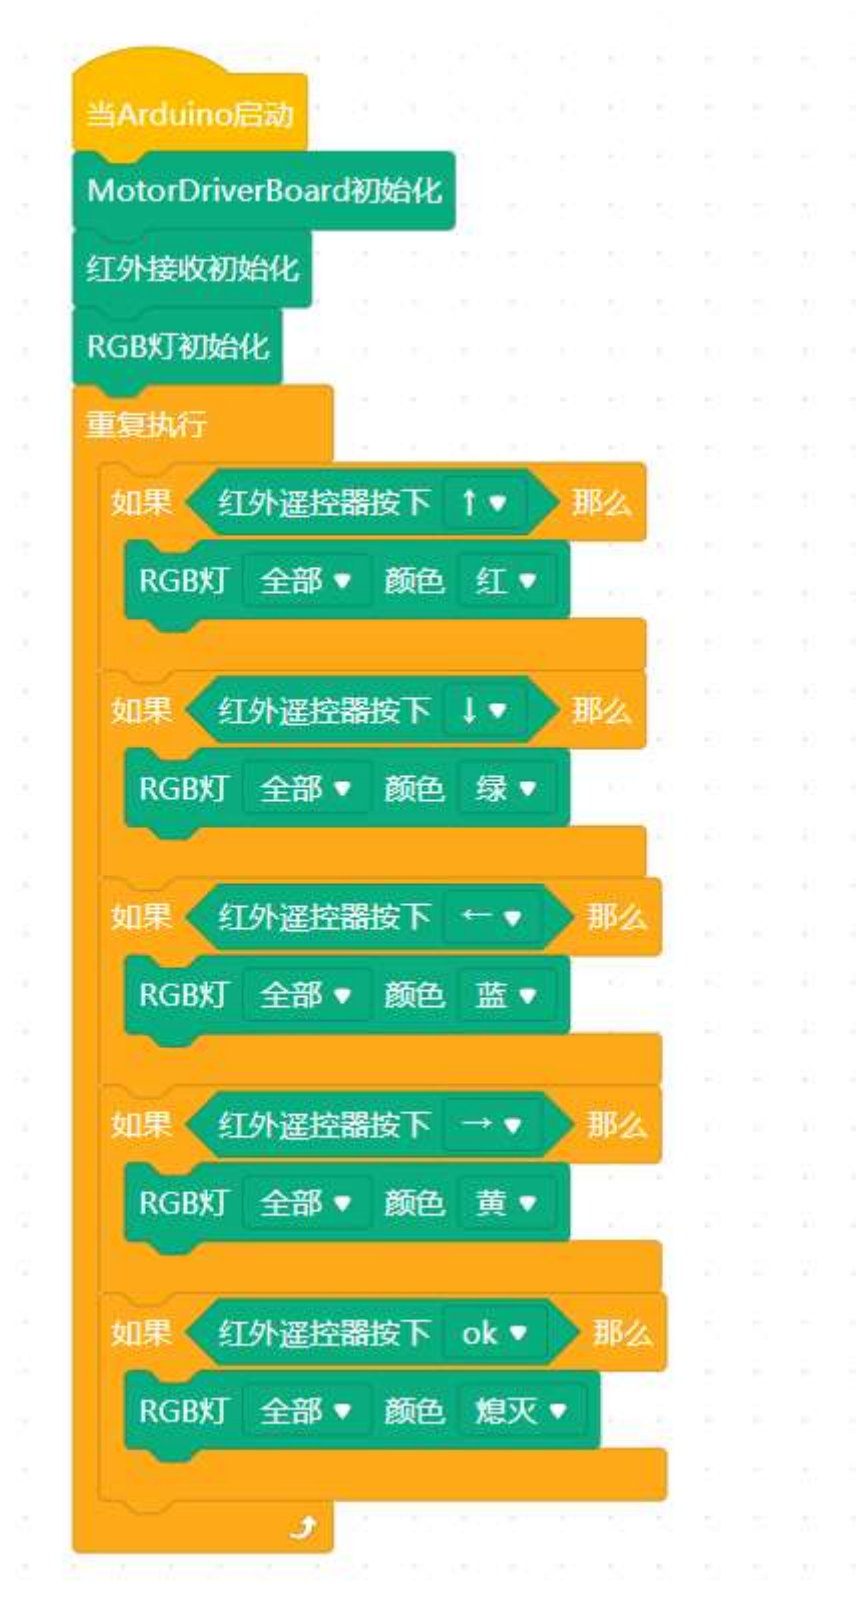 当Arduino启动
MotorDriverBoard初始化
红外接收初始化
RGB灯初始化
重复执行
如果 红外遥控器按下 ↑ 那么
RGB灯 全部 颜色 红
如果 红外遥控器按下 ↓ 那么
RGB灯 全部 颜色 绿
如果 红外遥控器按下 ← 那么
RGB灯 全部 颜色 蓝
如果 红外遥控器按下 → 那么
RGB灯 全部 颜色 黄
如果 红外遥控器按下 ok 那么
RGB灯 全部 颜色 熄灭